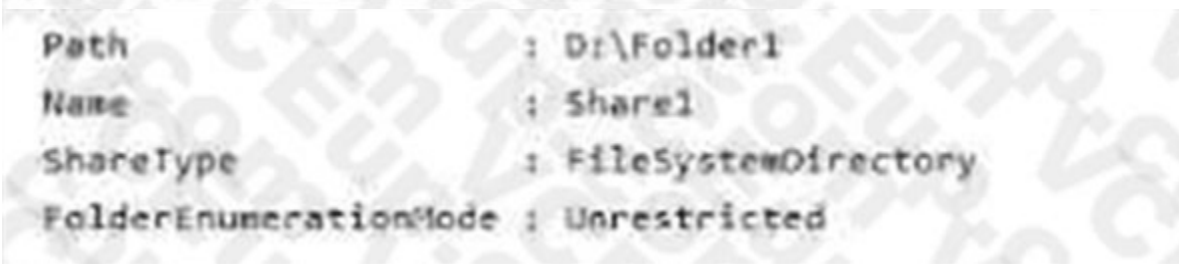 Path : D:\Folder1
Name : Share1
ShareType : FileSystemDirectory
FolderEnumerationMode : Unrestricted